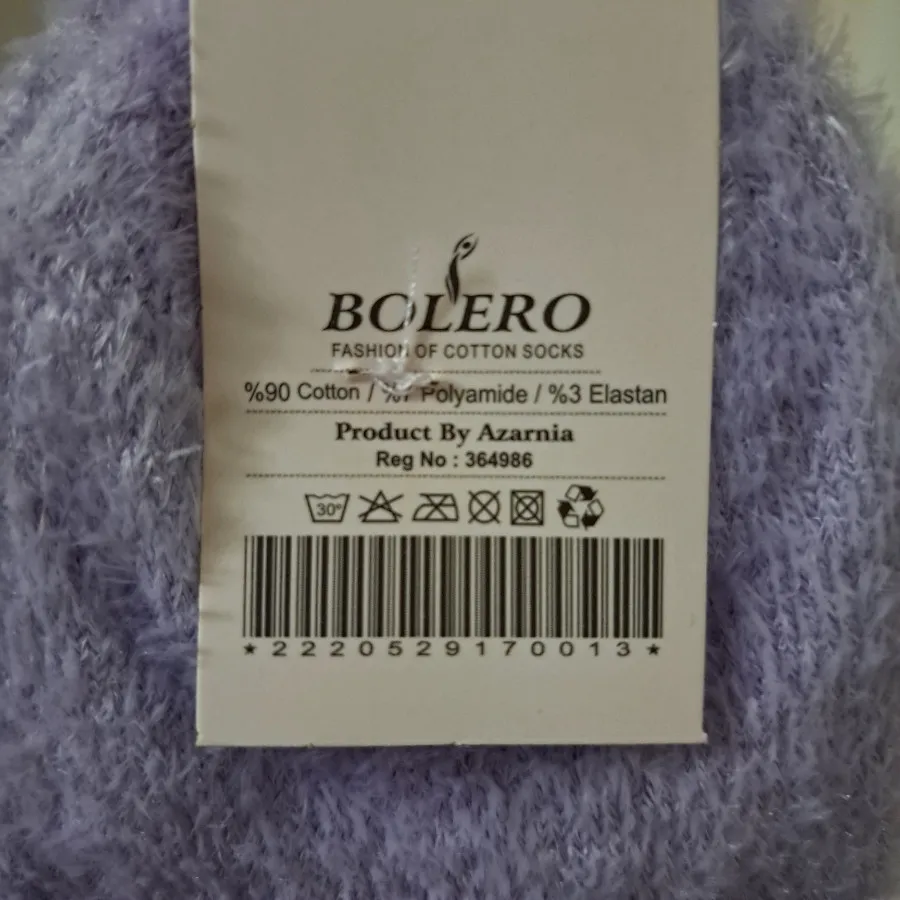 BOLERO
FASHION OF COTTON SOCKS
%90 Cotton / %7 Polyamide / %3 Elastan
Product By Azarnia
Reg No : 364986
30°
*2220529170013*